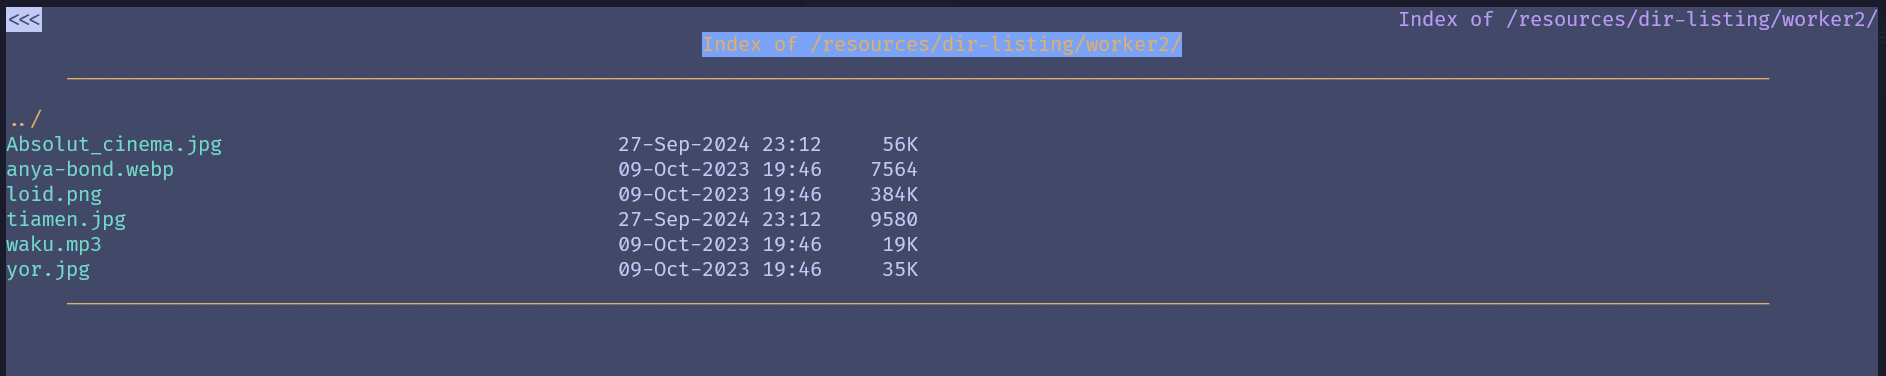 <<< Index of /resources/dir-listing/worker2/
Index of /resources/dir-listing/worker2/
../
Absolut_cinema.jpg 27-Sep-2024 23:12 56K
anya-bond.webp 09-Oct-2023 19:46 7564
loid.png 09-Oct-2023 19:46 384K
tiamen.jpg 27-Sep-2024 23:12 9580
waku.mp3 09-Oct-2023 19:46 19K
yor.jpg 09-Oct-2023 19:46 35K